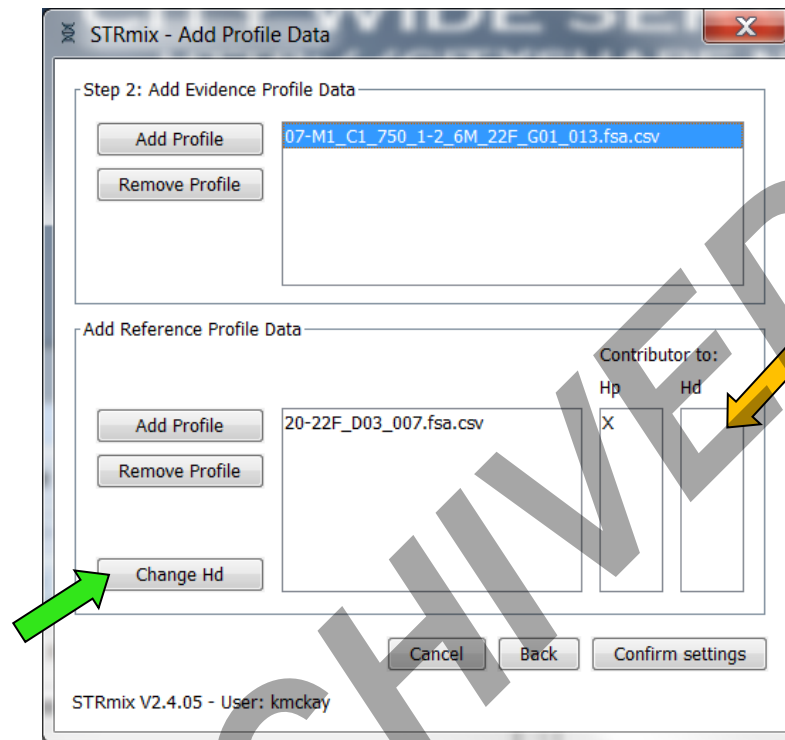 STRmix - Add Profile Data
X
Step 2: Add Evidence Profile Data
Add Profile
07-M1_C1_750_1-2_6M_22F_G01_013.fsa.csv
Remove Profile
Add Reference Profile Data
Contributor to:
Hp Hd
Add Profile
20-22F_D03_007.fsa.csv
X
Remove Profile
Change Hd
Cancel
Back
Confirm settings
STRmix V2.4.05 - User: kmckay